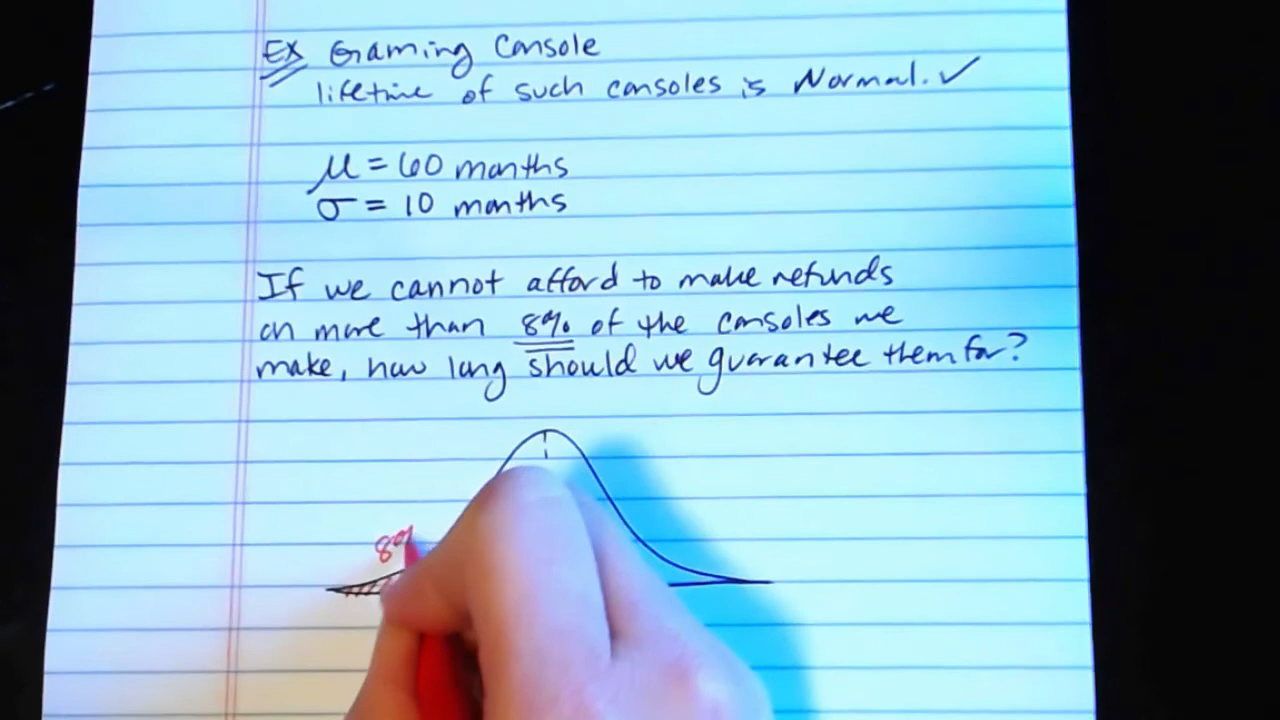 Ex Gaming Console
lifetime of such consoles is Normal. ✓
μ = 60 months
σ = 10 months
If we cannot afford to make refunds
on more than 8% of the consoles we
make, how long should we guarantee them for?
8%